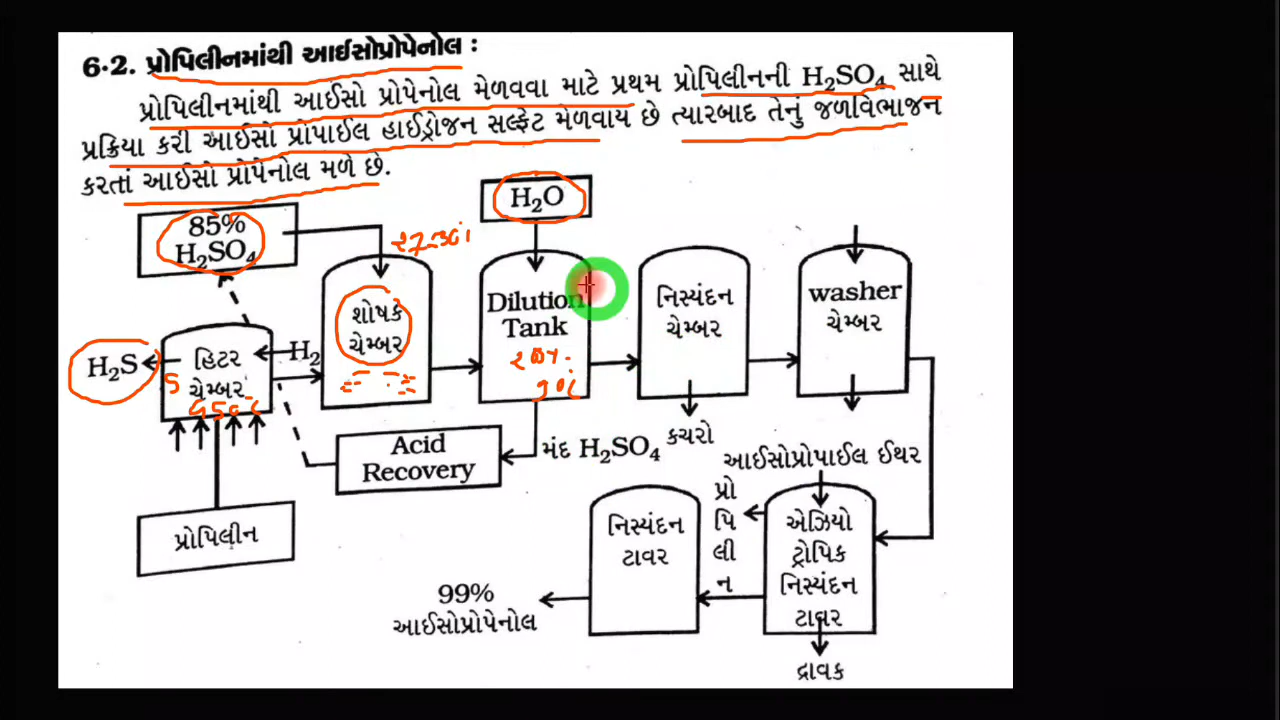 6·2. પ્રોપિલીનમાંથી આઈસોપ્રોપેનોલ :
પ્રોપિલીનમાંથી આઈસો પ્રોપેનોલ મેળવવા માટે પ્રથમ પ્રોપિલીનની H₂SO₄ સાથે
પ્રક્રિયા કરી આઈસો પ્રોપાઈલ હાઈડ્રોજન સલ્ફેટ મેળવાય છે ત્યારબાદ તેનું જળવિભાજન
કરતાં આઈસો પ્રોપેનોલ મળે છે.
H₂O
85%
H₂SO₄
શોષક
ચેમ્બર
Dilution
Tank
નિસ્યંદન
ચેમ્બર
washer
ચેમ્બર
H₂S
હિટર
ચેમ્બર
H₂
Acid
Recovery
મંદ H₂SO₄
કચરો
આઈસોપ્રોપાઈલ ઈથર
પ્રોપિલીન
નિસ્યંદન
ટાવર
પ્રો
પિ
લી
ન
એઝિયો
ટ્રોપિક
નિસ્યંદન
ટાવર
99%
આઈસોપ્રોપેનોલ
દ્રાવક